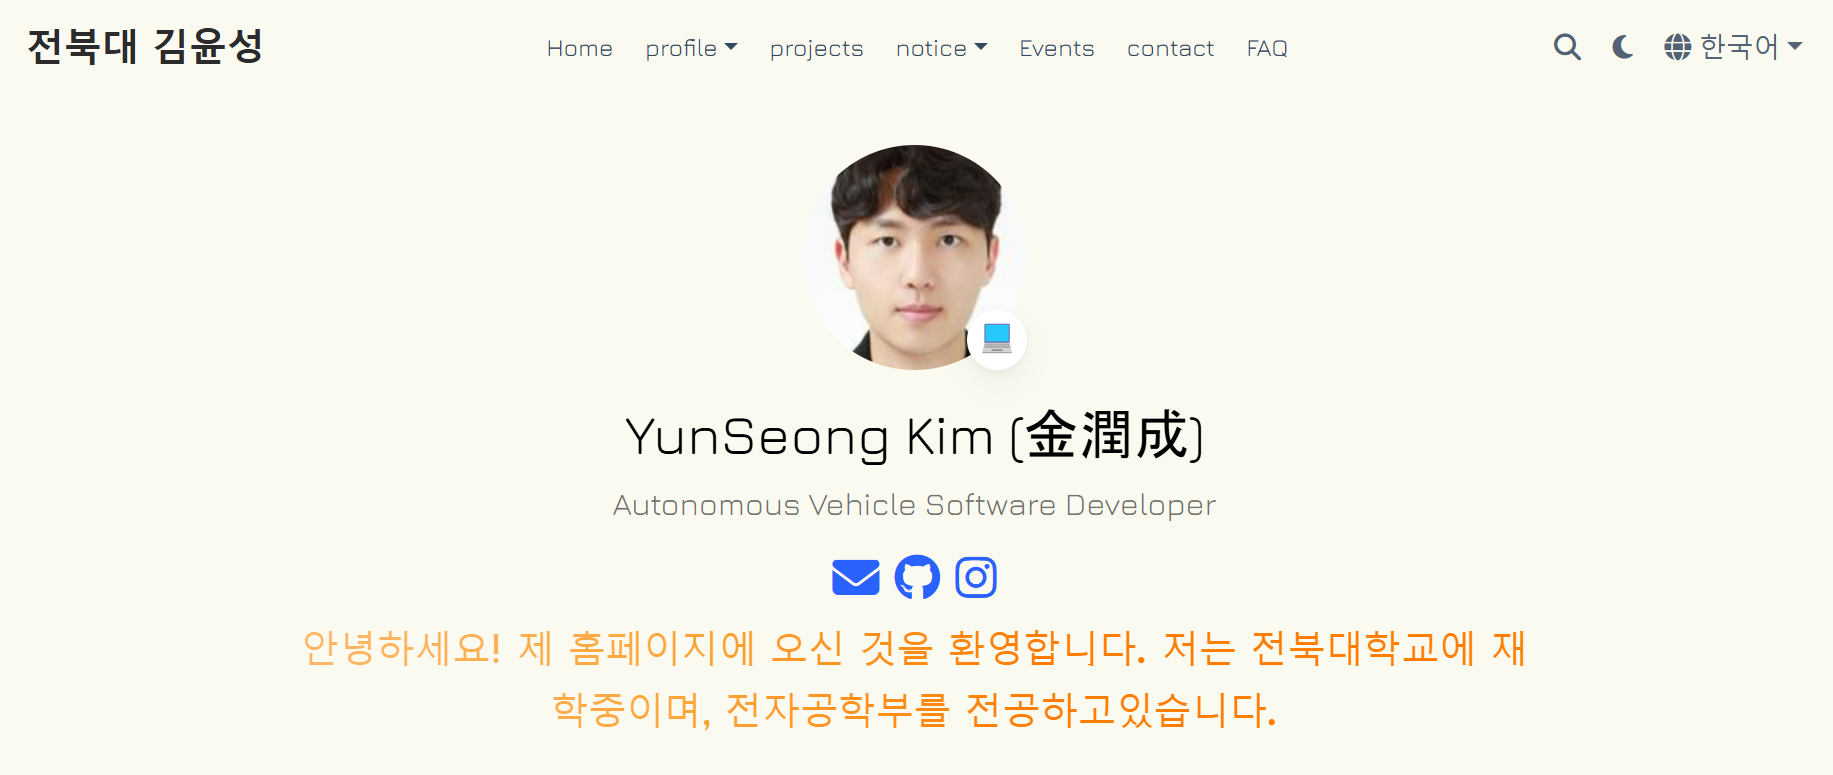 전북대 김윤성
Home profile projects notice Events contact FAQ
한국어
YunSeong Kim (金潤成)
Autonomous Vehicle Software Developer
안녕하세요! 제 홈페이지에 오신 것을 환영합니다. 저는 전북대학교에 재
학중이며, 전자공학부를 전공하고있습니다.